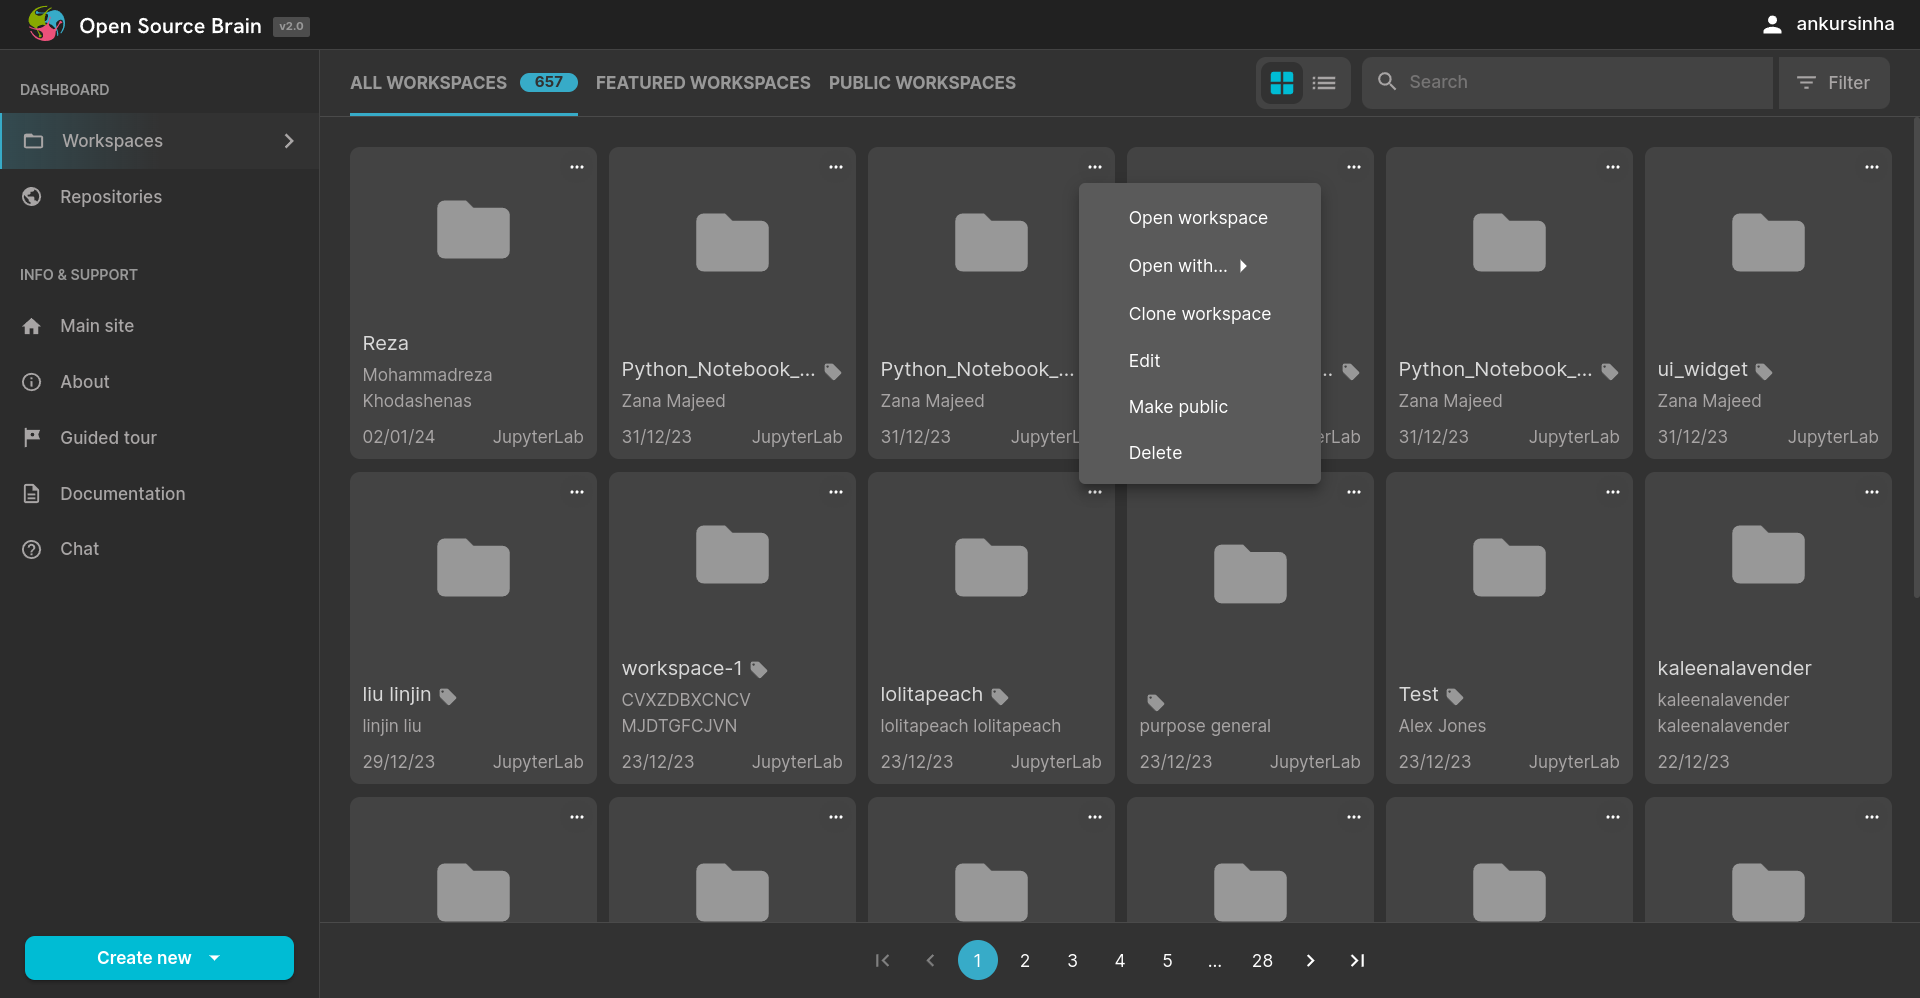 Open Source Brain v2.0
ankursinha
DASHBOARD
Workspaces
Repositories
INFO & SUPPORT
Main site
About
Guided tour
Documentation
Chat
Create new
ALL WORKSPACES 657 FEATURED WORKSPACES PUBLIC WORKSPACES
Search
Filter
Reza
Mohammadreza
Khodashenas
02/01/24 JupyterLab
Python_Notebook_...
Zana Majeed
31/12/23 JupyterLab
Python_Notebook_...
Zana Majeed
31/12/23 JupyterL
Open workspace
Open with...
Clone workspace
Edit
Make public
Delete
..
rLab
Python_Notebook_...
Zana Majeed
31/12/23 JupyterLab
ui_widget
Zana Majeed
31/12/23 JupyterLab
liu linjin
linjin liu
29/12/23 JupyterLab
workspace-1
CVXZDBXCNCV
MJDTGFCJVN
23/12/23 JupyterLab
lolitapeach
lolitapeach lolitapeach
23/12/23 JupyterLab
purpose general
23/12/23 JupyterLab
Test
Alex Jones
23/12/23 JupyterLab
kaleenalavender
kaleenalavender
kaleenalavender
22/12/23
1 2 3 4 5 ... 28